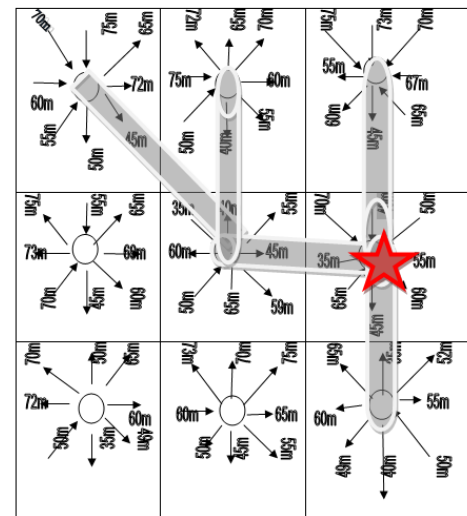 70m 75m 65m
72m
60m
55m
50m
45m
72m 65m 70m
75m 60m
50m 55m
40m
75m 73m 70m
55m 67m
60m 65m
45m
75m 55m 65m
73m
70m 45m 60m
35m 55m
60m 45m
50m 65m 59m
70m 50m
35m 55m
65m 60m
45m
70m 50m 65m
72m 60m
50m 35m 49m
73m 70m 75m
60m 65m
50m 45m 55m
65m 52m
60m 55m
49m 40m 50m